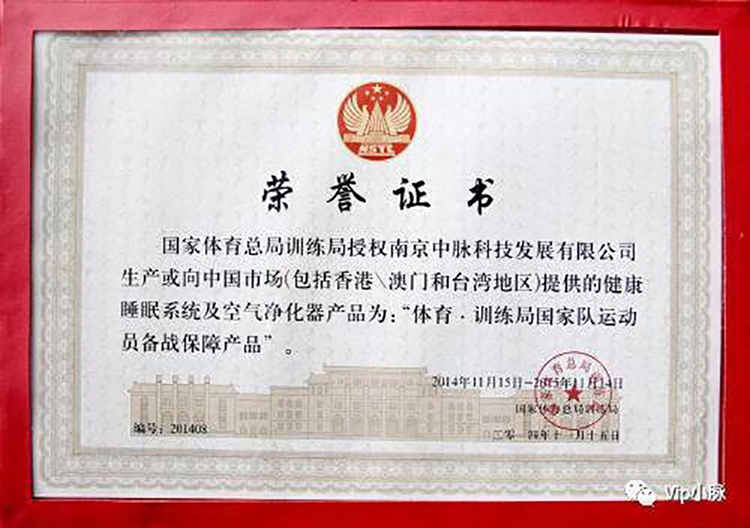 NSTC
荣誉证书
国家体育总局训练局授权南京中脉科技发展有限公司
生产或向中国市场(包括香港\澳门和台湾地区)提供的健康
睡眠系统及空气净化器产品为:“体育·训练局国家队运动
员备战保障产品”。
2014年11月15日-2015年11月14日
国家体育总局训练局
编号:201408
二〇一四年十一月十五日
Vip小脉